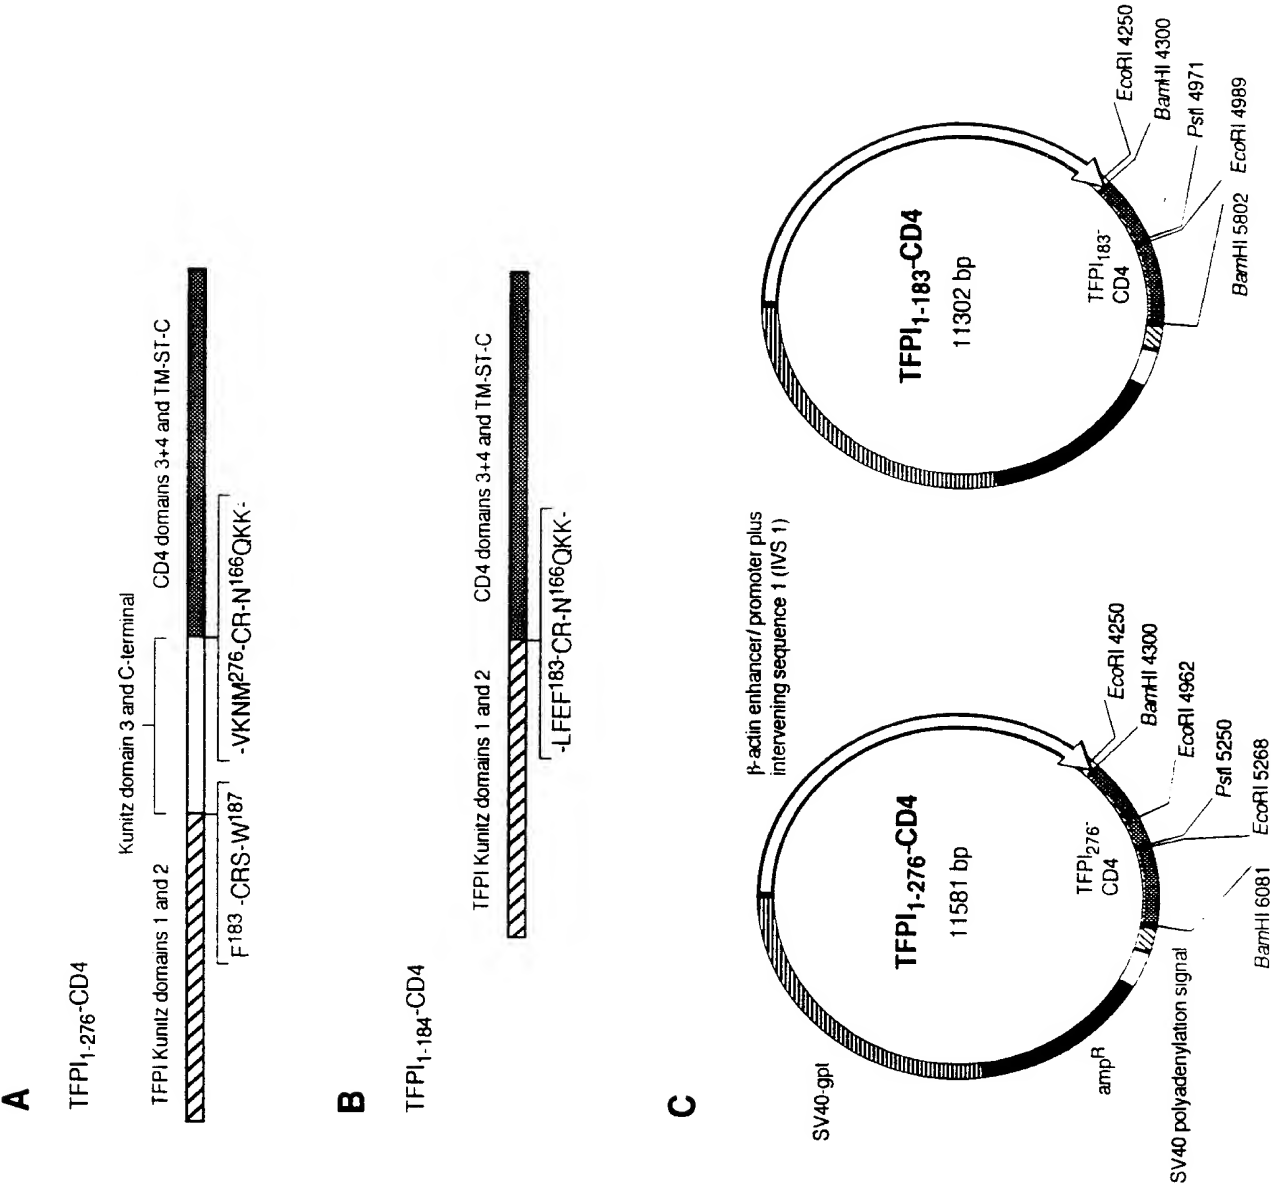 A
TFPI1-276-CD4
Kunitz domain 3 and C-terminal
TFPI Kunitz domains 1 and 2
CD4 domains 3+4 and TM-ST-C
F183 -CRS-W187
-VKNM276-CR-N166QKK-
B
TFPI1-184-CD4
TFPI Kunitz domains 1 and 2
CD4 domains 3+4 and TM-ST-C
-LFEF183-CR-N166QKK-
C
SV40-gpt
β-actin enhancer/ promoter plus
intervening sequence 1 (IVS 1)
TFPI1-276-CD4
11581 bp
TFPI276-
CD4
EcoRI 4250
BamHI 4300
EcoRI 4962
PstI 5250
EcoRI 5268
BamHI 6081
ampR
SV40 polyadenylation signal
TFPI1-183-CD4
11302 bp
TFPI183-
CD4
EcoRI 4250
BamHI 4300
PstI 4971
EcoRI 4989
BamHI 5802